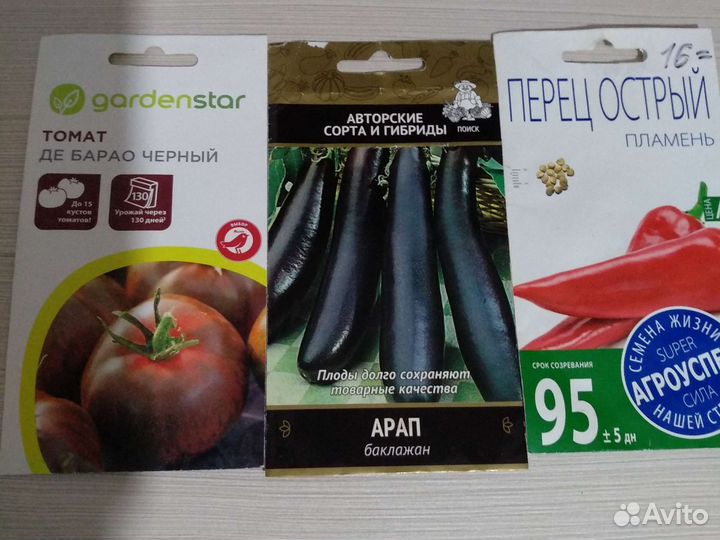 gardenstar
ТОМАТ
ДЕ БАРАО ЧЕРНЫЙ
До 15
кустов
томатов!
130
Урожай через
130 дней!
ВЫБОР
АВТОРСКИЕ
СОРТА И ГИБРИДЫ
ПОИСК
Плоды долго сохраняют
товарные качества
АРАП
баклажан
16=
ПЕРЕЦ ОСТРЫЙ
ПЛАМЕНЬ
ЦЕНА
СРОК СОЗРЕВАНИЯ
95 ± 5 дн
СЕМЕНА ЖИЗНИ
SUPER
АГРОУСПЕ
СИЛА
НАШЕЙ
Avito